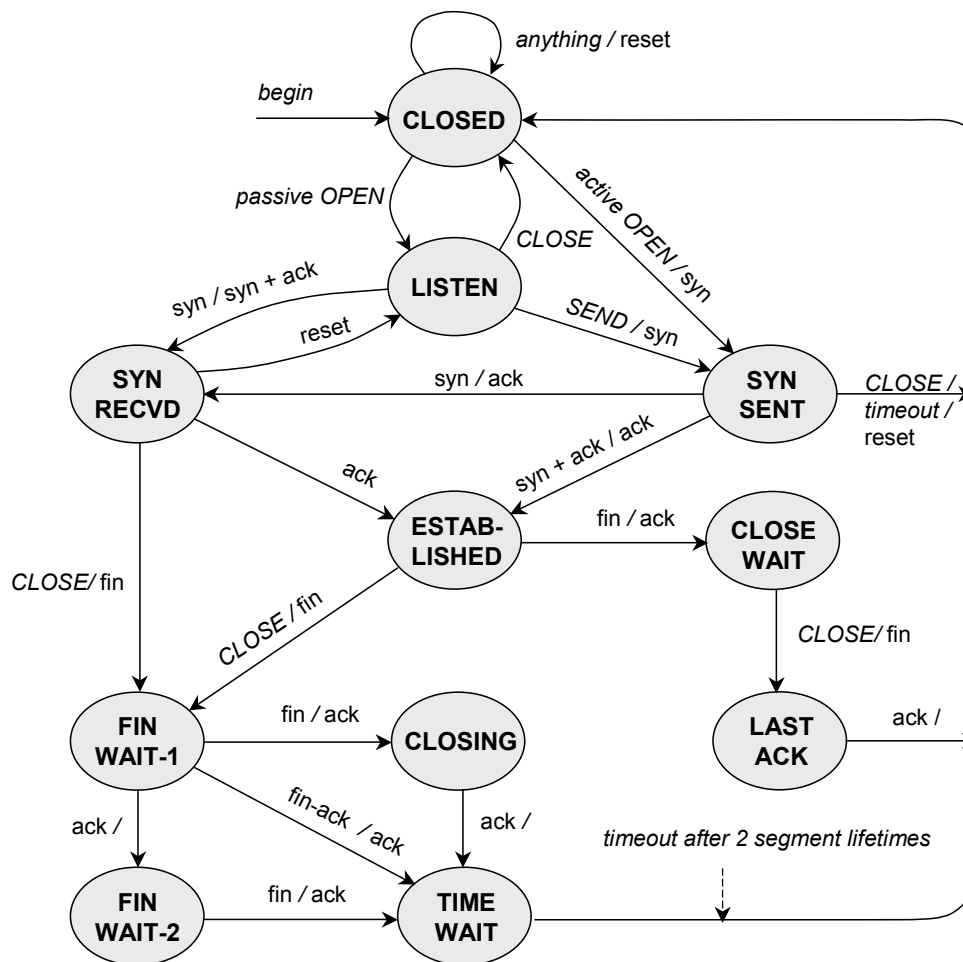 anything / reset
begin
CLOSED
passive OPEN
active OPEN / syn
CLOSE
LISTEN
syn / syn + ack
SEND / syn
reset
SYN
RECVD
syn / ack
SYN
SENT
CLOSE /
timeout /
reset
ack
syn + ack / ack
ESTAB-
LISHED
fin / ack
CLOSE
WAIT
CLOSE/ fin
CLOSE / fin
CLOSE/ fin
FIN
WAIT-1
fin / ack
CLOSING
LAST
ACK
ack /
ack /
fin-ack / ack
ack /
timeout after 2 segment lifetimes
FIN
WAIT-2
fin / ack
TIME
WAIT